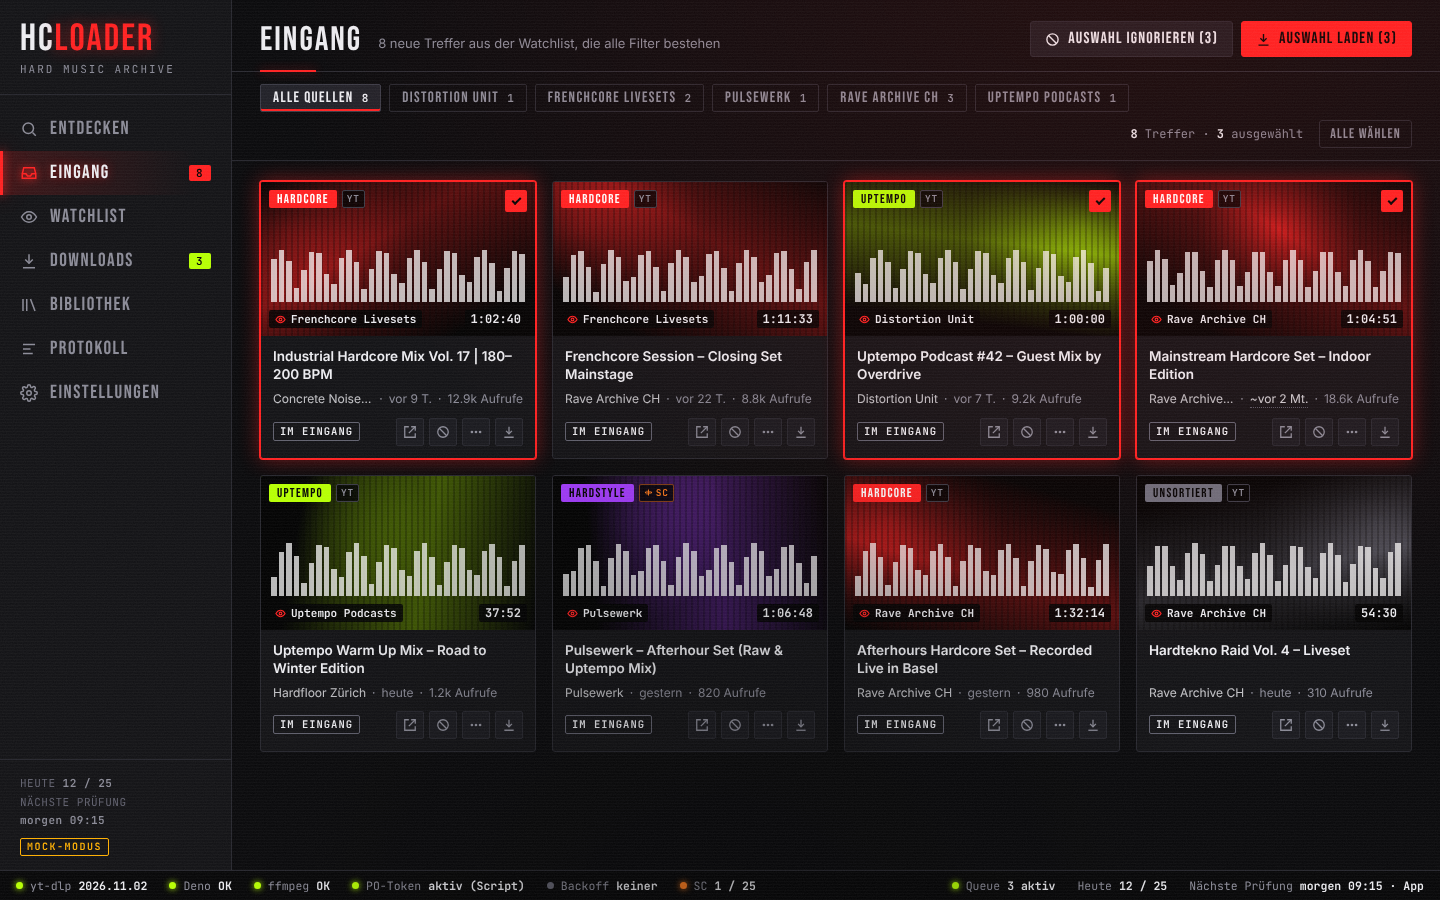 HCLOADER
HARD MUSIC ARCHIVE
ENTDECKEN
EINGANG 8
WATCHLIST
DOWNLOADS 3
BIBLIOTHEK
PROTOKOLL
EINSTELLUNGEN
HEUTE 12 / 25
NÄCHSTE PRÜFUNG
morgen 09:15
MOCK-MODUS
EINGANG 8 neue Treffer aus der Watchlist, die alle Filter bestehen
AUSWAHL IGNORIEREN (3) AUSWAHL LADEN (3)
ALLE QUELLEN 8 DISTORTION UNIT 1 FRENCHCORE LIVESETS 2 PULSEWERK 1 RAVE ARCHIVE CH 3 UPTEMPO PODCASTS 1
8 Treffer · 3 ausgewählt ALLE WÄHLEN
HARDCORE YT
Frenchcore Livesets 1:02:40
Industrial Hardcore Mix Vol. 17 | 180–
200 BPM
Concrete Noise... · vor 9 T. · 12.9k Aufrufe
IM EINGANG
HARDCORE YT
Frenchcore Livesets 1:11:33
Frenchcore Session – Closing Set
Mainstage
Rave Archive CH · vor 22 T. · 8.8k Aufrufe
IM EINGANG
UPTEMPO YT
Distortion Unit 1:00:00
Uptempo Podcast #42 – Guest Mix by
Overdrive
Distortion Unit · vor 7 T. · 9.2k Aufrufe
IM EINGANG
HARDCORE YT
Rave Archive CH 1:04:51
Mainstream Hardcore Set – Indoor
Edition
Rave Archive... · ~vor 2 Mt. · 18.6k Aufrufe
IM EINGANG
UPTEMPO YT
Uptempo Podcasts 37:52
Uptempo Warm Up Mix – Road to
Winter Edition
Hardfloor Zürich · heute · 1.2k Aufrufe
IM EINGANG
HARDSTYLE SC
Pulsewerk 1:06:48
Pulsewerk – Afterhour Set (Raw &
Uptempo Mix)
Pulsewerk · gestern · 820 Aufrufe
IM EINGANG
HARDCORE YT
Rave Archive CH 1:32:14
Afterhours Hardcore Set – Recorded
Live in Basel
Rave Archive CH · gestern · 980 Aufrufe
IM EINGANG
UNSORTIERT YT
Rave Archive CH 54:30
Hardtekno Raid Vol. 4 – Liveset
Rave Archive CH · heute · 310 Aufrufe
IM EINGANG
yt-dlp 2026.11.02 Deno OK ffmpeg OK PO-Token aktiv (Script) Backoff keiner SC 1 / 25 Queue 3 aktiv Heute 12 / 25 Nächste Prüfung morgen 09:15 · App